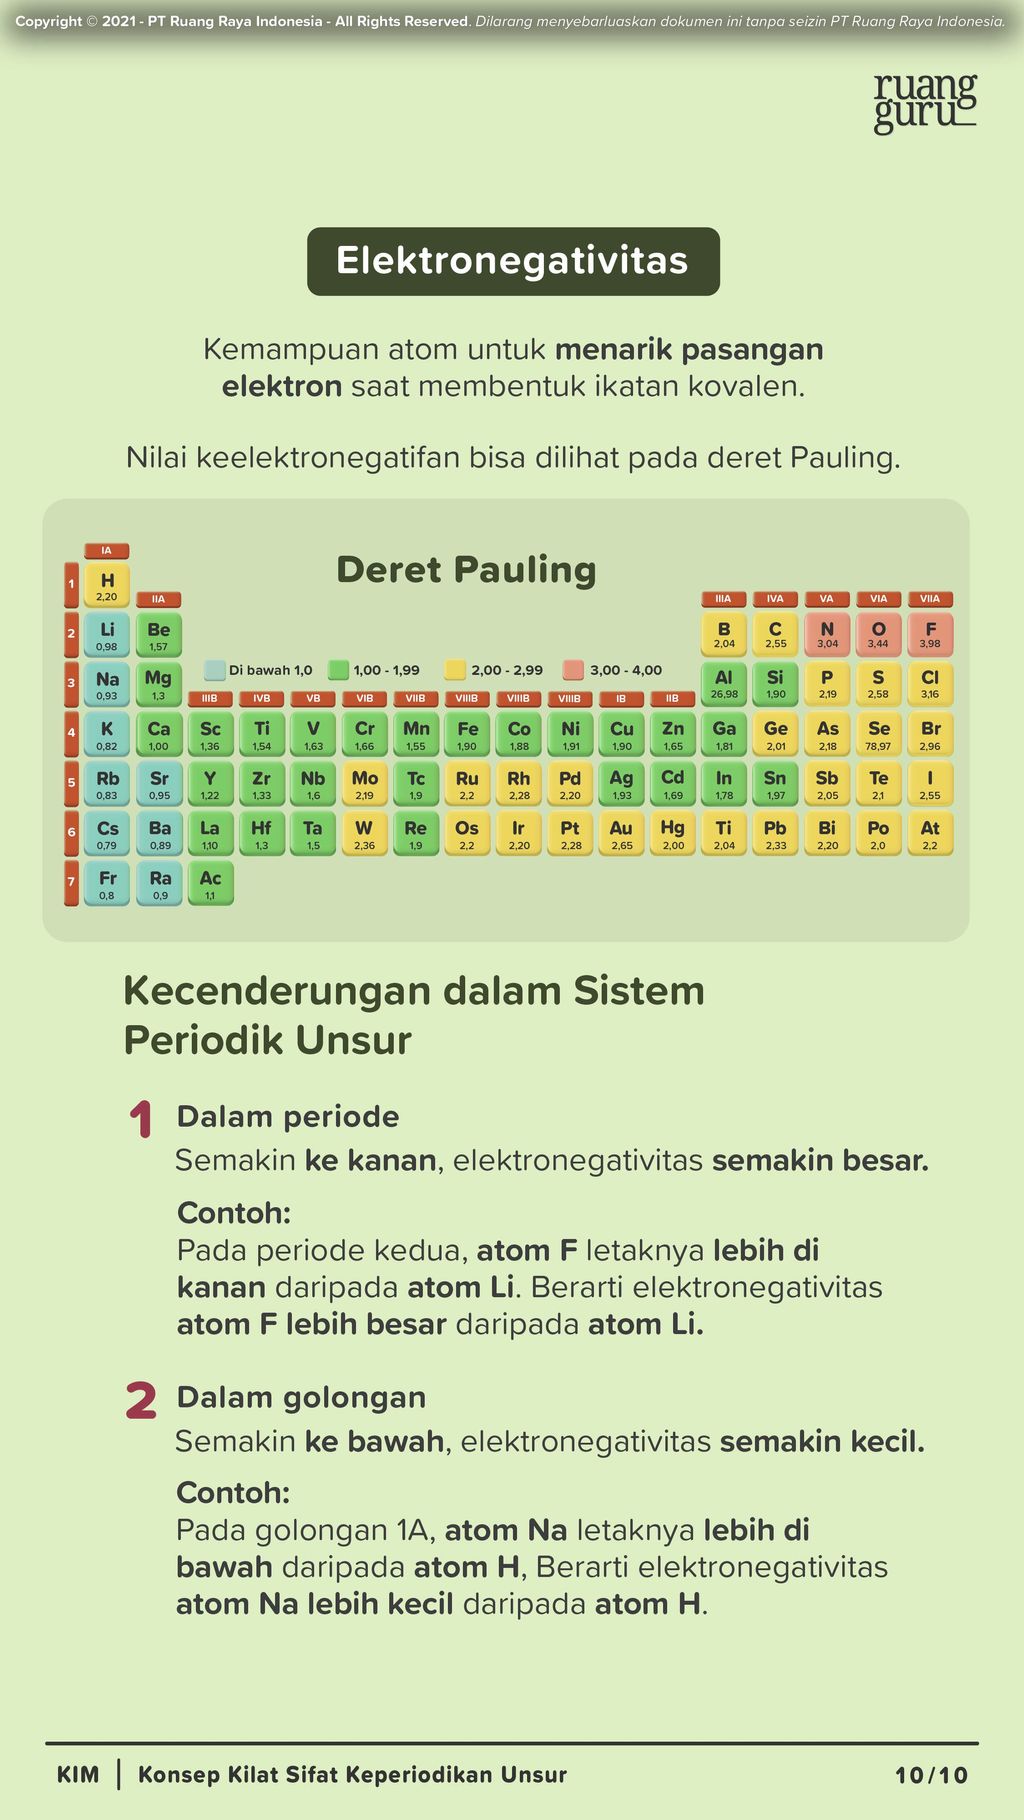 Copyright © 2021 - PT Ruang Raya Indonesia - All Rights Reserved. Dilarang menyebarluaskan dokumen ini tanpa seizin PT Ruang Raya Indonesia.
ruang
guru
Elektronegativitas
Kemampuan atom untuk menarik pasangan
elektron saat membentuk ikatan kovalen.
Nilai keelektronegatifan bisa dilihat pada deret Pauling.
Deret Pauling
IA
1 H
2,20
IIA IIIA IVA VA VIA VIIA
2 Li Be B C N O F
0,98 1,57 2,04 2,55 3,04 3,44 3,98
Di bawah 1,0 1,00 - 1,99 2,00 - 2,99 3,00 - 4,00
3 Na Mg Al Si P S Cl
0,93 1,3 26,98 1,90 2,19 2,58 3,16
IIIB IVB VB VIB VIIB VIIIB VIIIB VIIIB IB IIB
4 K Ca Sc Ti V Cr Mn Fe Co Ni Cu Zn Ga Ge As Se Br
0,82 1,00 1,36 1,54 1,63 1,66 1,55 1,90 1,88 1,91 1,90 1,65 1,81 2,01 2,18 78,97 2,96
5 Rb Sr Y Zr Nb Mo Tc Ru Rh Pd Ag Cd In Sn Sb Te I
0,83 0,95 1,22 1,33 1,6 2,19 1,9 2,2 2,28 2,20 1,93 1,69 1,78 1,97 2,05 2,1 2,55
6 Cs Ba La Hf Ta W Re Os Ir Pt Au Hg Ti Pb Bi Po At
0,79 0,89 1,10 1,3 1,5 2,36 1,9 2,2 2,20 2,28 2,65 2,00 2,04 2,33 2,20 2,0 2,2
7 Fr Ra Ac
0,8 0,9 1,1
Kecenderungan dalam Sistem
Periodik Unsur
1 Dalam periode
Semakin ke kanan, elektronegativitas semakin besar.
Contoh:
Pada periode kedua, atom F letaknya lebih di
kanan daripada atom Li. Berarti elektronegativitas
atom F lebih besar daripada atom Li.
2 Dalam golongan
Semakin ke bawah, elektronegativitas semakin kecil.
Contoh:
Pada golongan 1A, atom Na letaknya lebih di
bawah daripada atom H, Berarti elektronegativitas
atom Na lebih kecil daripada atom H.
KIM | Konsep Kilat Sifat Keperiodikan Unsur 10/10